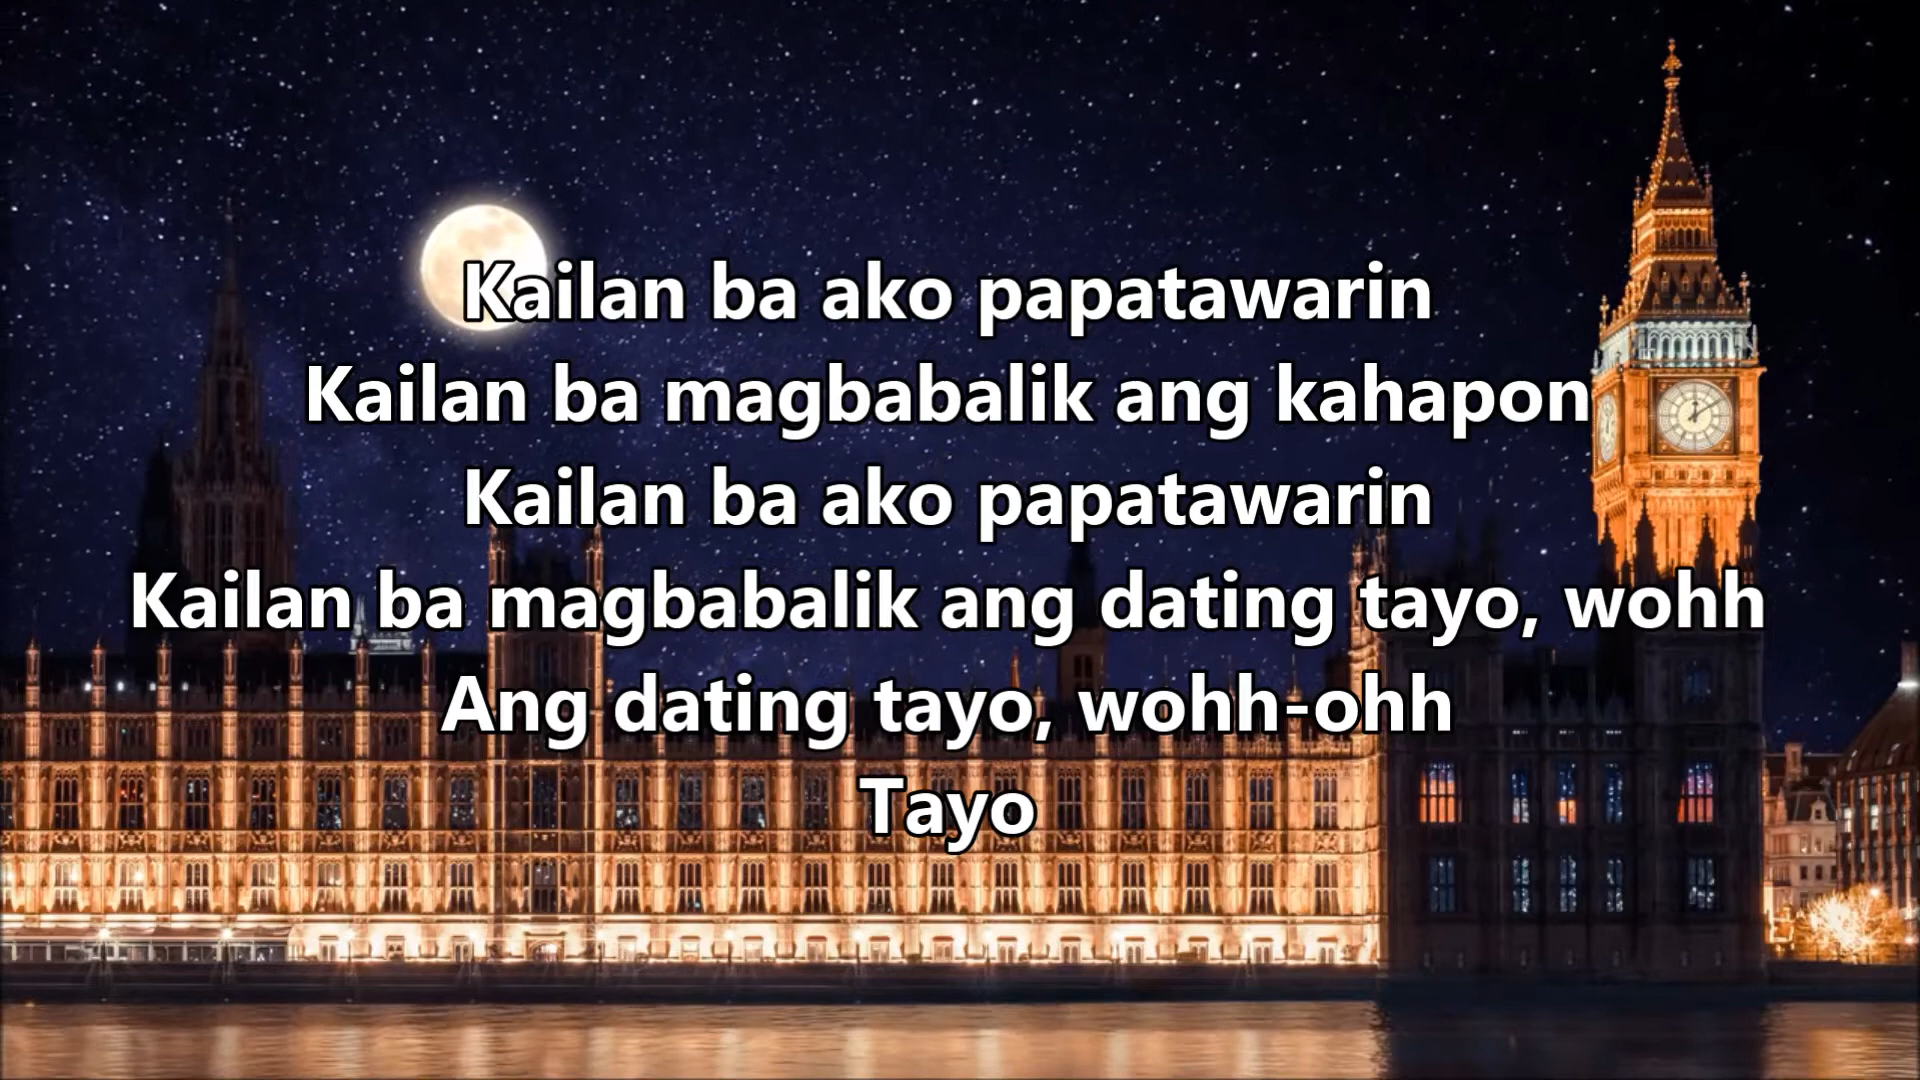 Kailan ba ako papatawarin
Kailan ba magbabalik ang kahapon
Kailan ba ako papatawarin
Kailan ba magbabalik ang dating tayo, wohh
Ang dating tayo, wohh-ohh
Tayo